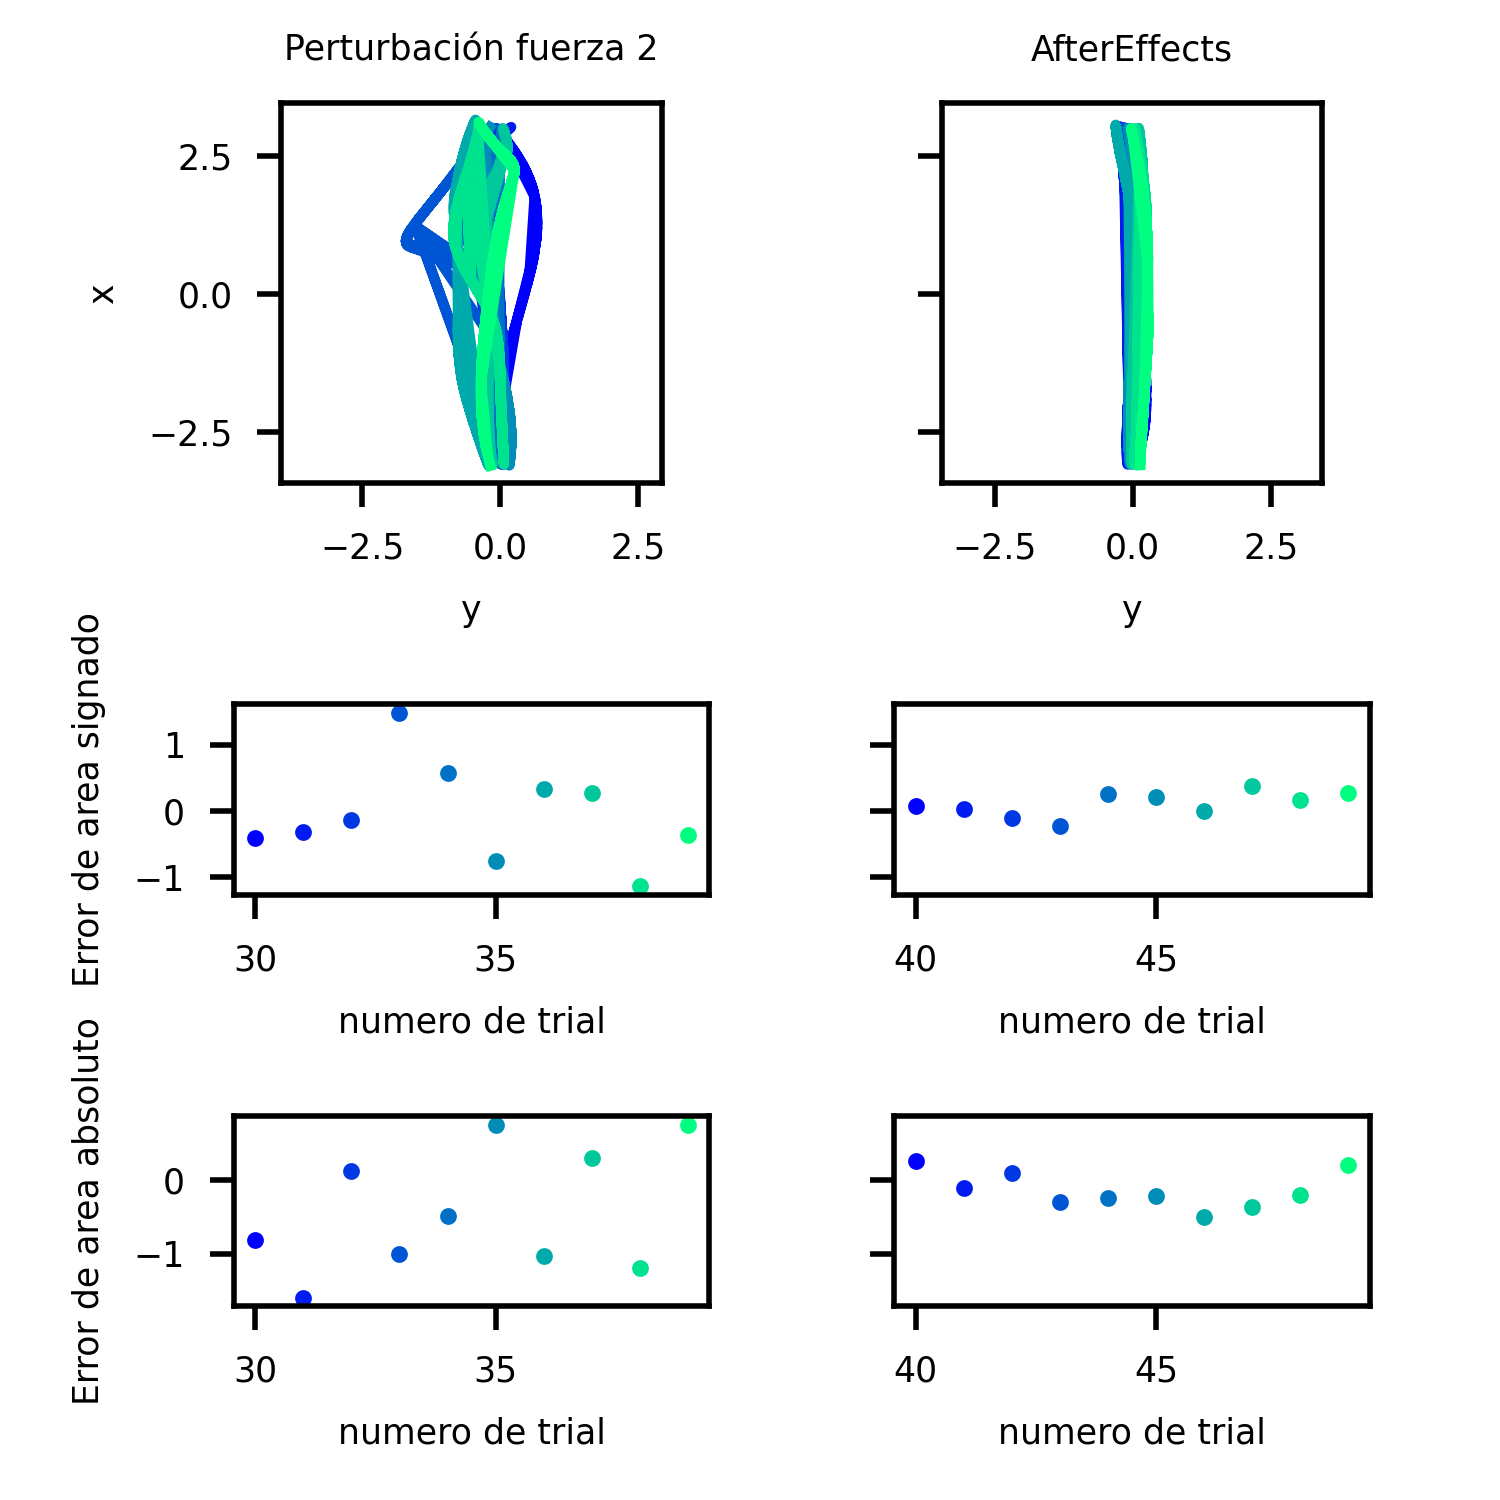 Perturbación fuerza 2
AfterEffects
x
2.5
0.0
−2.5
−2.5 0.0 2.5
−2.5 0.0 2.5
y
y
Error de area signado
1
0
−1
30 35
40 45
numero de trial
numero de trial
Error de area absoluto
0
−1
30 35
40 45
numero de trial
numero de trial